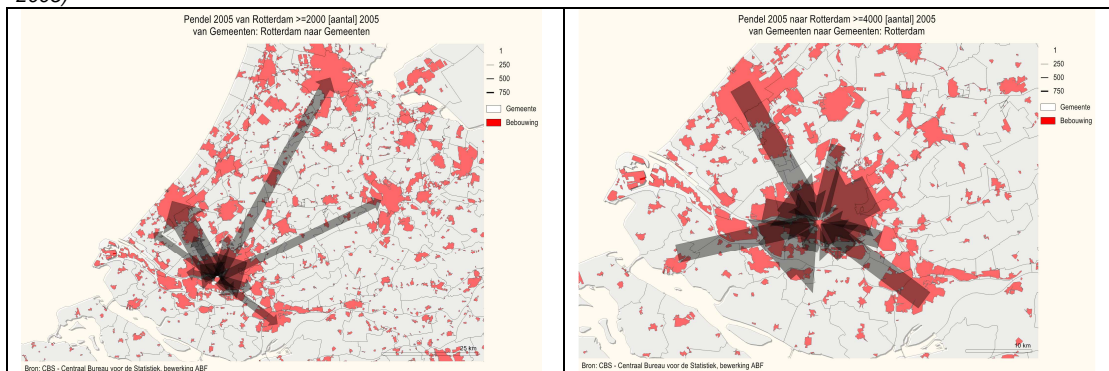 2005)
Pendel 2005 van Rotterdam >=2000 [aantal] 2005
van Gemeenten: Rotterdam naar Gemeenten
1
250
500
750
Gemeente
Bebouwing
25 km
Bron: CBS - Centraal Bureau voor de Statistiek, bewerking ABF
Pendel 2005 naar Rotterdam >=4000 [aantal] 2005
van Gemeenten naar Gemeenten: Rotterdam
1
250
500
750
Gemeente
Bebouwing
10 km
Bron: CBS - Centraal Bureau voor de Statistiek, bewerking ABF